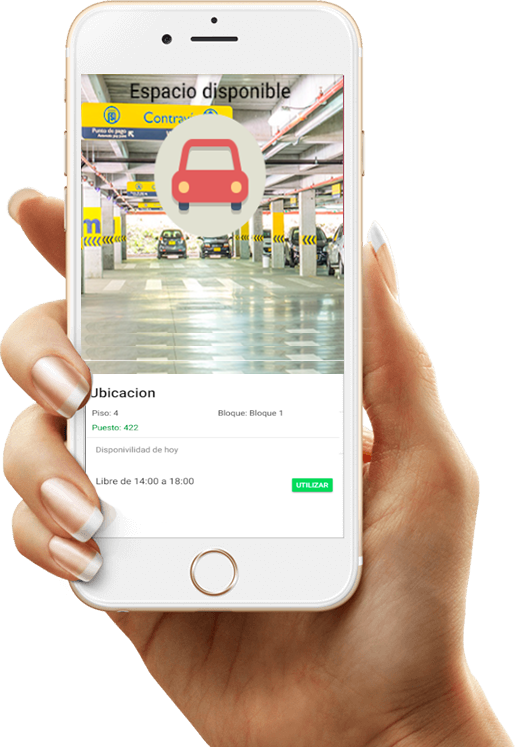 Espacio disponible
Contravía
Punto de pago
Ubicacion
Piso: 4 Bloque: Bloque 1
Puesto: 422
Disponivilidad de hoy
Libre de 14:00 a 18:00 UTILIZAR